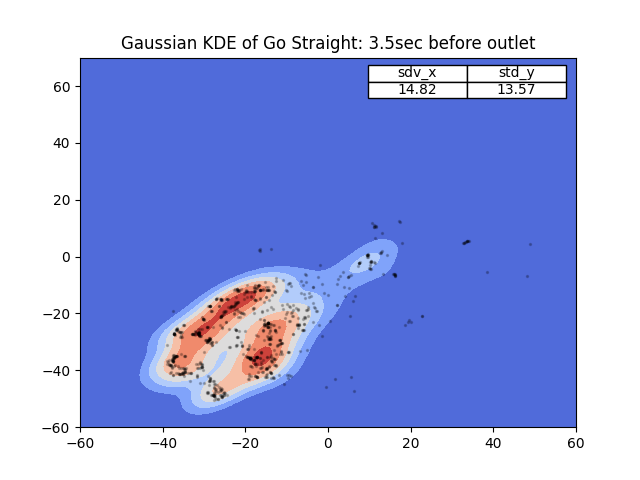 Gaussian KDE of Go Straight: 3.5sec before outlet
sdv_x std_y
14.82 13.57
60
40
20
0
−20
−40
−60
−60 −40 −20 0 20 40 60